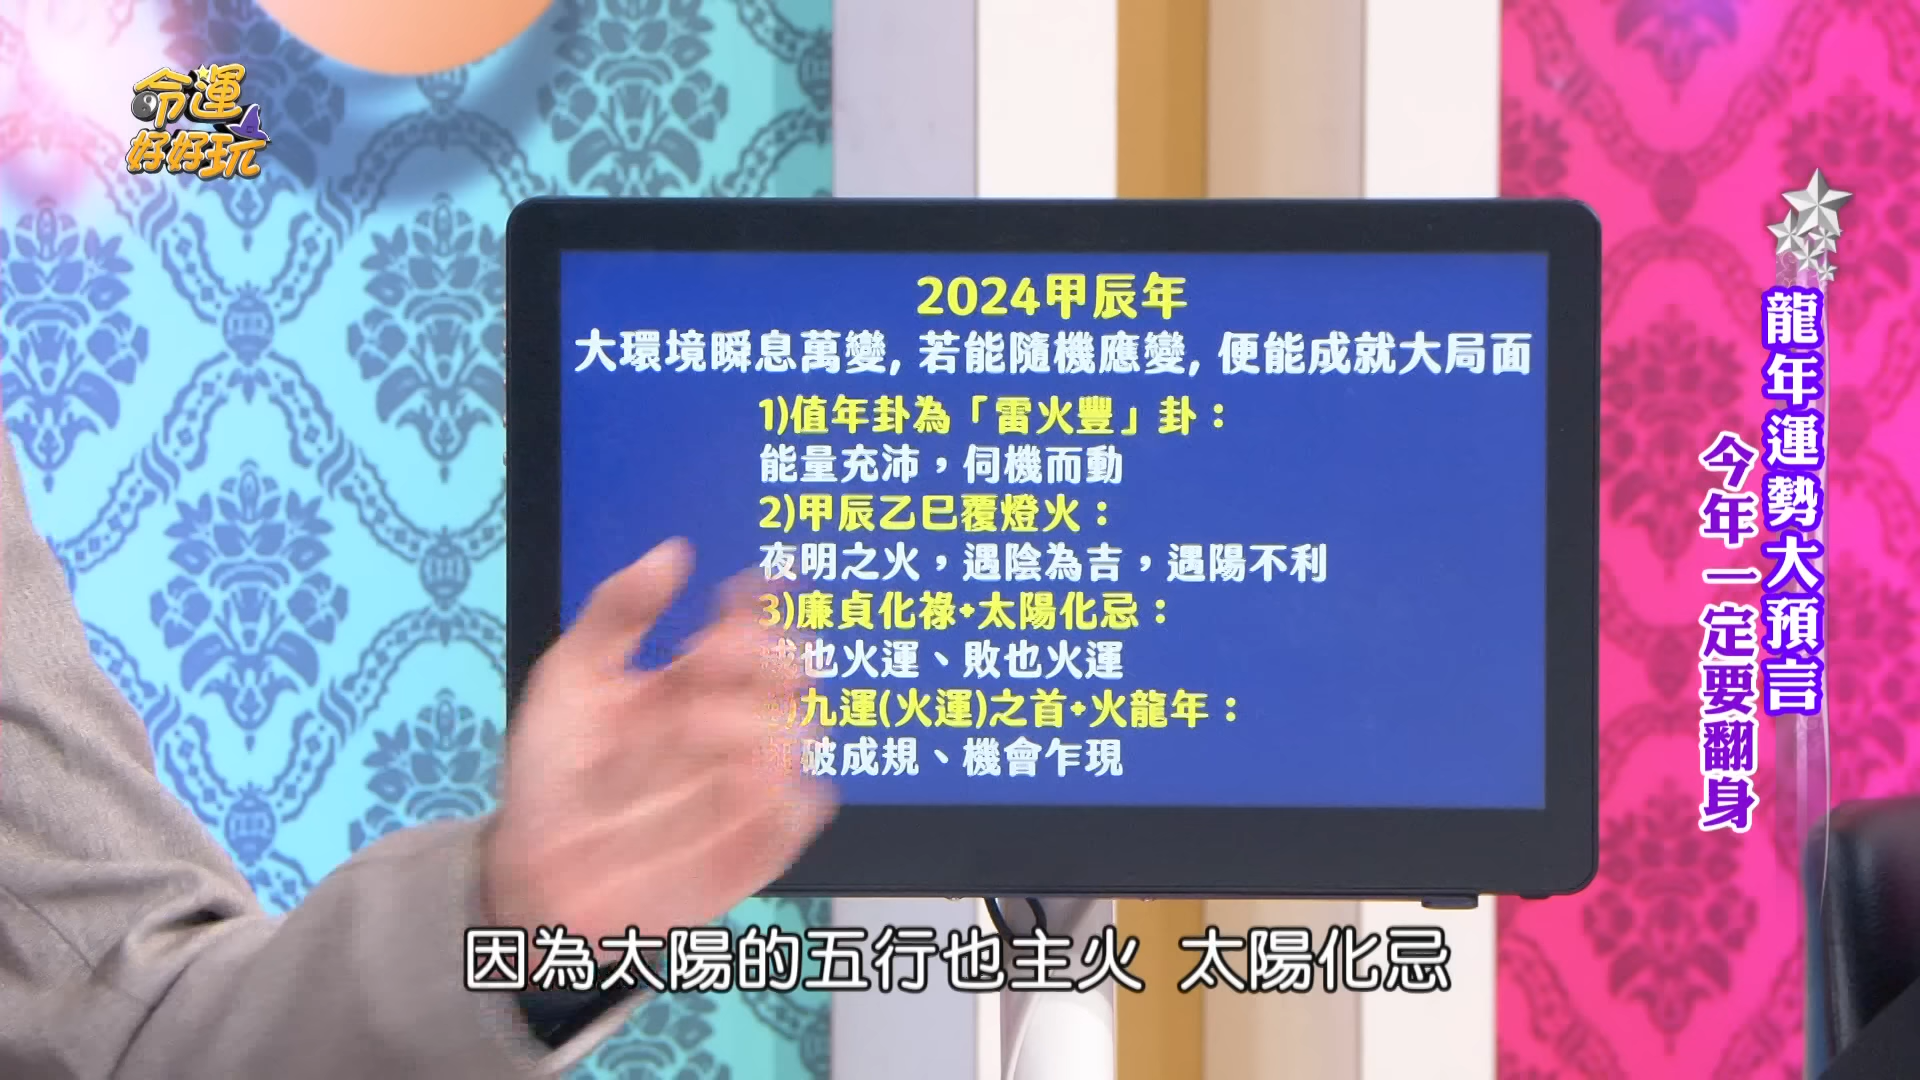 命運
好好玩
2024甲辰年
大環境瞬息萬變, 若能隨機應變, 便能成就大局面
1)值年卦為「雷火豐」卦：
能量充沛，伺機而動
2)甲辰乙巳覆燈火：
夜明之火，遇陰為吉，遇陽不利
3)廉貞化祿+太陽化忌：
成也火運、敗也火運
九運(火運)之首+火龍年：
破成規、機會乍現
龍年運勢大預言
今年一定要翻身
因為太陽的五行也主火 太陽化忌